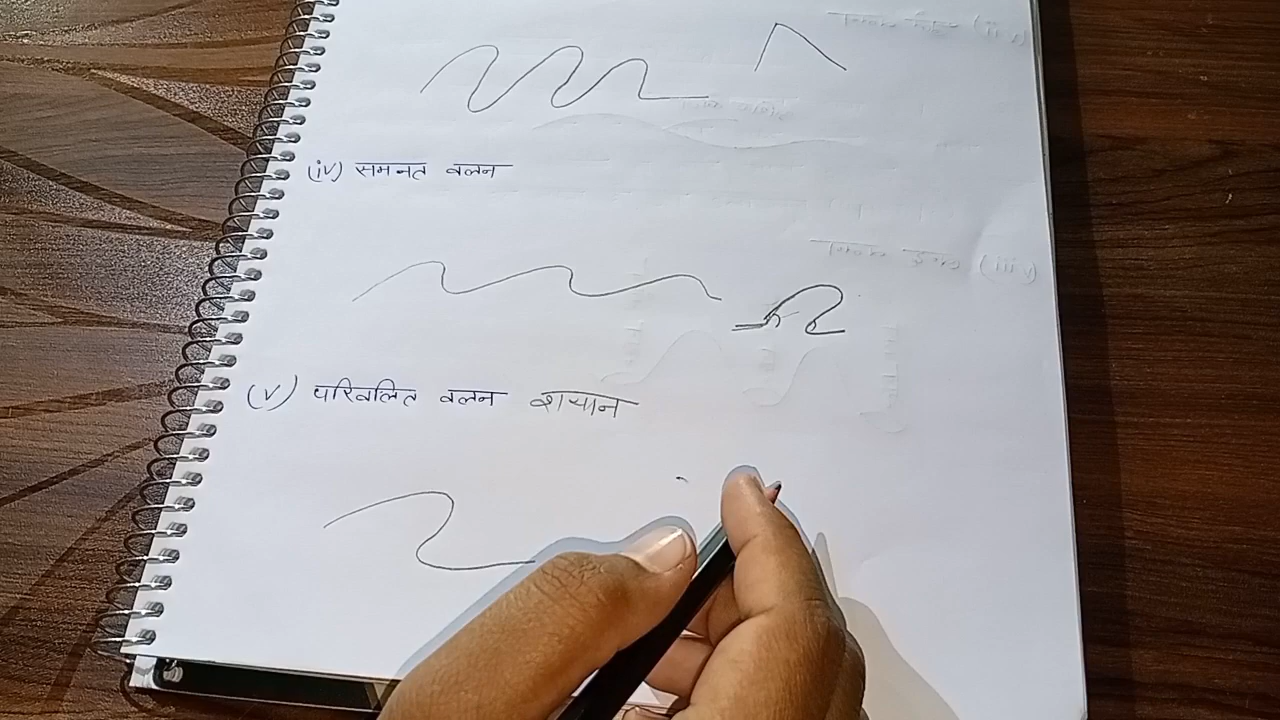 (iv) समनत वलन
(v) परिवलित वलन शयान